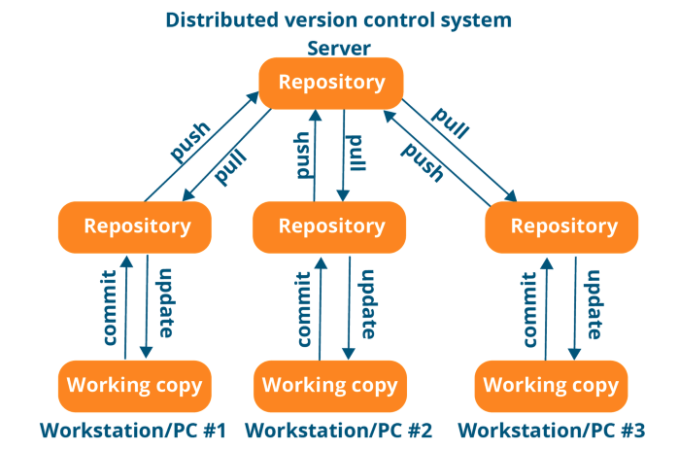 Distributed version control system
Server
Repository
push
pull
push
pull
push
pull
Repository
Repository
Repository
commit
update
commit
update
commit
update
Working copy
Working copy
Working copy
Workstation/PC #1
Workstation/PC #2
Workstation/PC #3